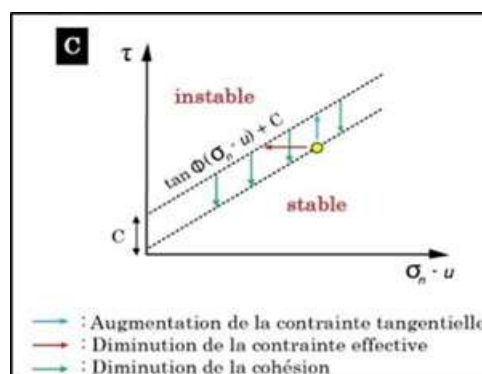 C
τ
instable
tan Φ(σn · u) + C
stable
C
σn · u
: Augmentation de la contrainte tangentielle
: Diminution de la contrainte effective
: Diminution de la cohésion